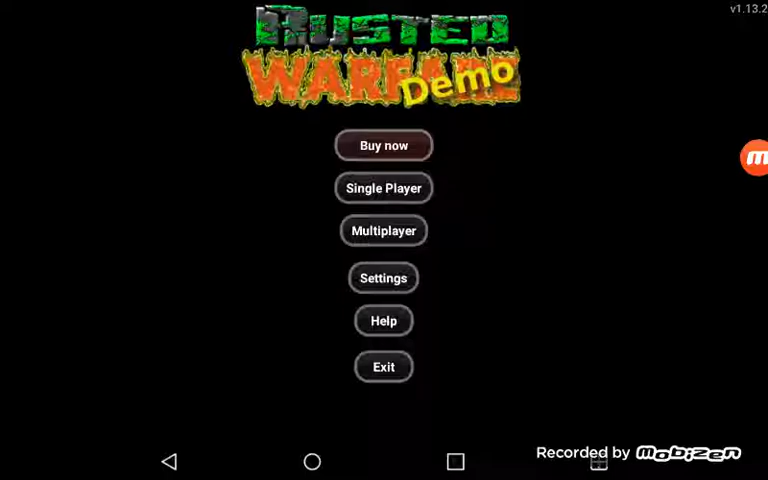 v1.13.2
RUSTED
WARFARE
Demo
Buy now
Single Player
Multiplayer
Settings
Help
Exit
Recorded by mobizen